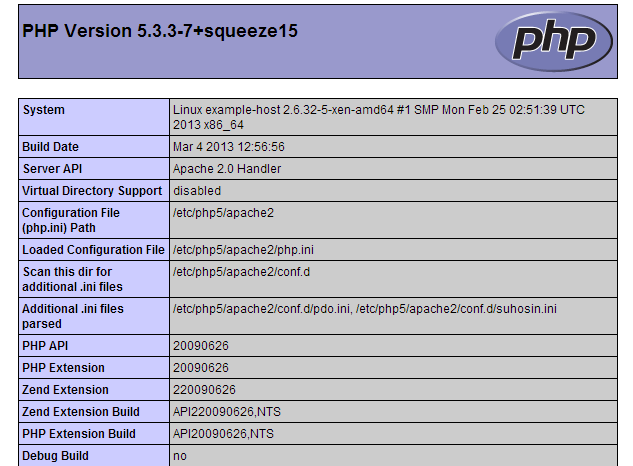 PHP Version 5.3.3-7+squeeze15
php
System
Linux example-host 2.6.32-5-xen-amd64 #1 SMP Mon Feb 25 02:51:39 UTC
2013 x86_64
Build Date
Mar 4 2013 12:56:56
Server API
Apache 2.0 Handler
Virtual Directory Support
disabled
Configuration File
(php.ini) Path
/etc/php5/apache2
Loaded Configuration File
/etc/php5/apache2/php.ini
Scan this dir for
additional .ini files
/etc/php5/apache2/conf.d
Additional .ini files
parsed
/etc/php5/apache2/conf.d/pdo.ini, /etc/php5/apache2/conf.d/suhosin.ini
PHP API
20090626
PHP Extension
20090626
Zend Extension
220090626
Zend Extension Build
API220090626,NTS
PHP Extension Build
API20090626,NTS
Debug Build
no